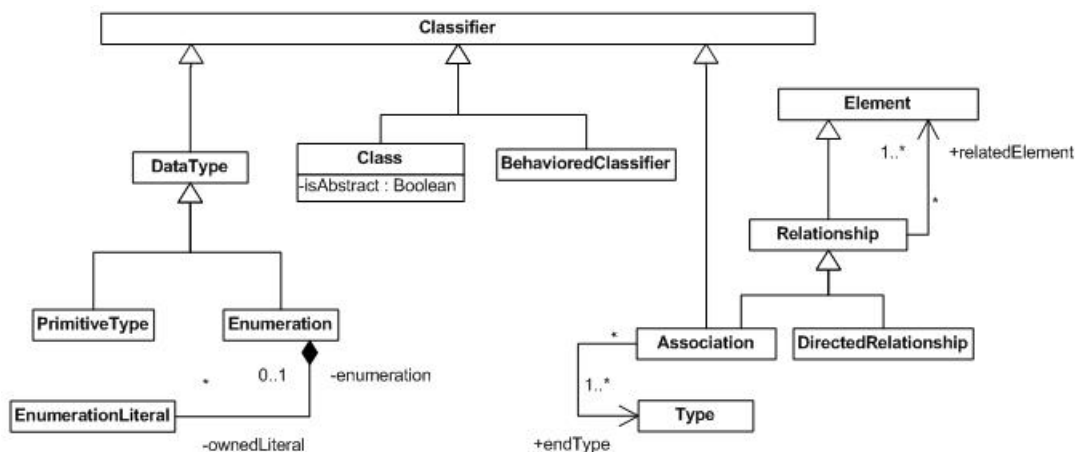 Classifier
Element
1..*
+relatedElement
DataType
Class
-isAbstract : Boolean
BehavioredClassifier
*
Relationship
PrimitiveType
Enumeration
*
Association
DirectedRelationship
*
0..1
-enumeration
1..*
EnumerationLiteral
Type
-ownedLiteral
+endType